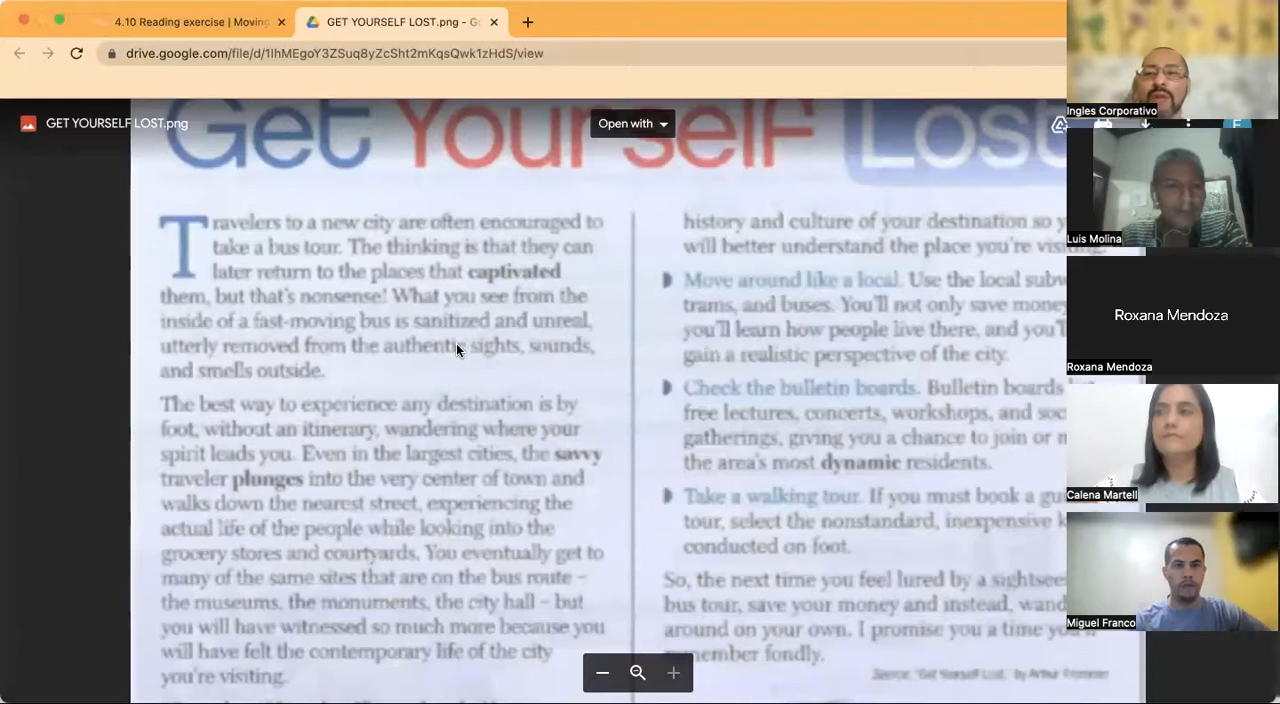 4.10 Reading exercise | Movin
GET YOURSELF LOST.png - G
drive.google.com/file/d/1IhMEgoY3ZSuq8yZcSht2mKqsQwk1zHdS/view
GET YOURSELF LOST.png
Open with
Get Yourself Lost
Travelers to a new city are often encouraged to
take a bus tour. The thinking is that they can
later return to the places that captivated
them, but that's nonsense! What you see from the
inside of a fast-moving bus is sanitized and unreal,
utterly removed from the authentic sights, sounds,
and smells outside.
The best way to experience any destination is by
foot, without an itinerary, wandering where your
spirit leads you. Even in the largest cities, the savvy
traveler plunges into the very center of town and
walks down the nearest street, experiencing the
actual life of the people while looking into the
grocery stores and courtyards. You eventually get to
many of the same sites that are on the bus route –
the museums, the monuments, the city hall – but
you will have witnessed so much more because you
will have felt the contemporary life of the city
you're visiting.
history and culture of your destination so y
will better understand the place you're visiting.
Move around like a local. Use the local subw
trams, and buses. You'll not only save money
you'll learn how people live there, and you'l
gain a realistic perspective of the city.
Check the bulletin boards. Bulletin boards
free lectures, concerts, workshops, and soc
gatherings, giving you a chance to join or m
the area's most dynamic residents.
Take a walking tour. If you must book a gu
tour, select the nonstandard, inexpensive k
conducted on foot.
So, the next time you feel lured by a sightsee
bus tour, save your money and instead, wand
around on your own. I promise you a time you'll
remember fondly.
Source: "Get Yourself Lost," by Arthur Frommer
Ingles Corporativo
Luis Molina
Roxana Mendoza
Roxana Mendoza
Calena Martell
Miguel Franco